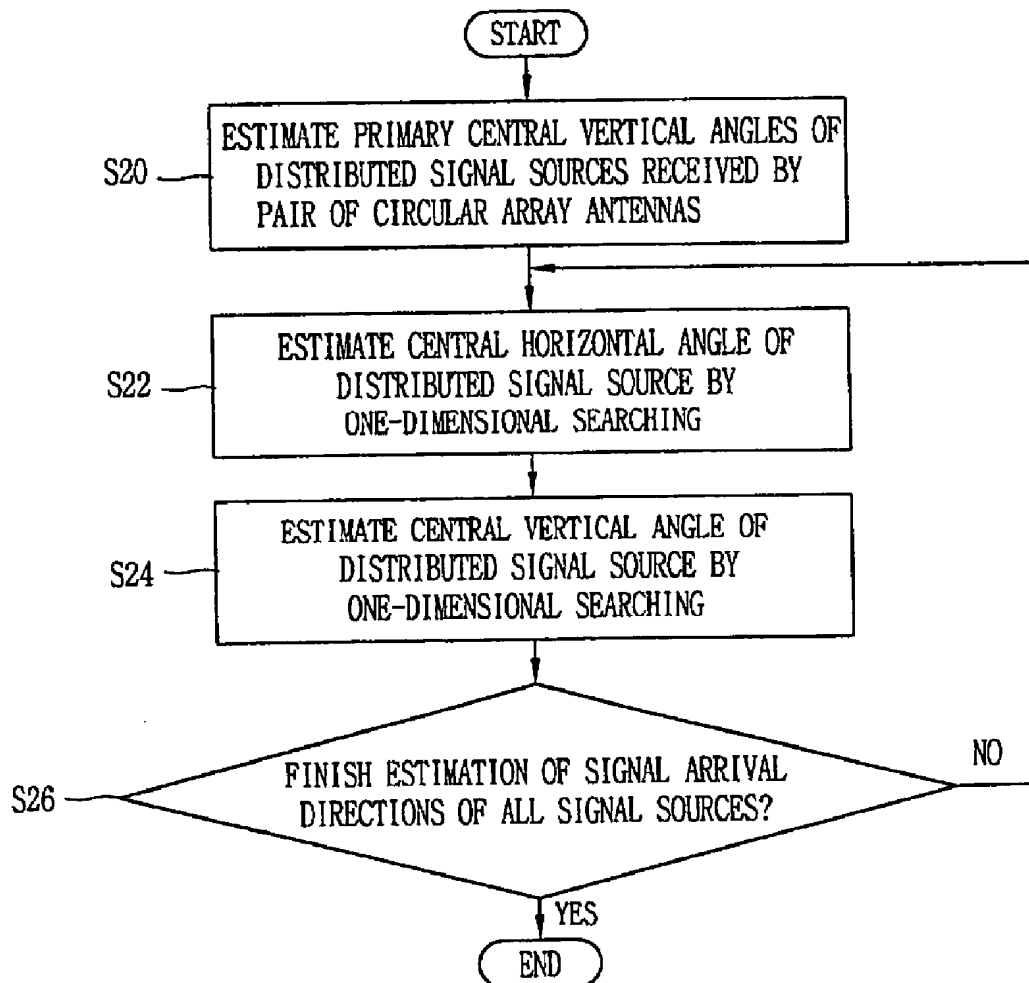 START
S20
ESTIMATE PRIMARY CENTRAL VERTICAL ANGLES OF
DISTRIBUTED SIGNAL SOURCES RECEIVED BY
PAIR OF CIRCULAR ARRAY ANTENNAS
S22
ESTIMATE CENTRAL HORIZONTAL ANGLE OF
DISTRIBUTED SIGNAL SOURCE BY
ONE-DIMENSIONAL SEARCHING
S24
ESTIMATE CENTRAL VERTICAL ANGLE OF
DISTRIBUTED SIGNAL SOURCE BY
ONE-DIMENSIONAL SEARCHING
S26
FINISH ESTIMATION OF SIGNAL ARRIVAL
DIRECTIONS OF ALL SIGNAL SOURCES?
NO
YES
END